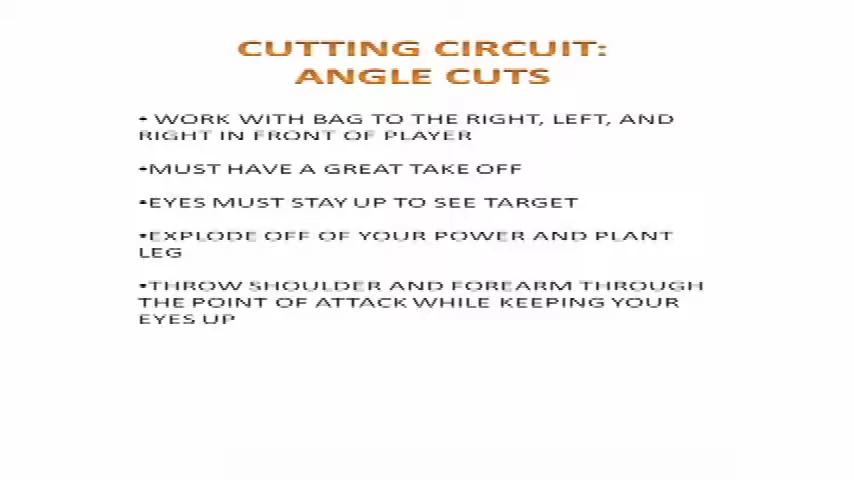 CUTTING CIRCUIT:
ANGLE CUTS
• WORK WITH BAG TO THE RIGHT, LEFT, AND
RIGHT IN FRONT OF PLAYER
•MUST HAVE A GREAT TAKE OFF
•EYES MUST STAY UP TO SEE TARGET
•EXPLODE OFF OF YOUR POWER AND PLANT
LEG
•THROW SHOULDER AND FOREARM THROUGH
THE POINT OF ATTACK WHILE KEEPING YOUR
EYES UP